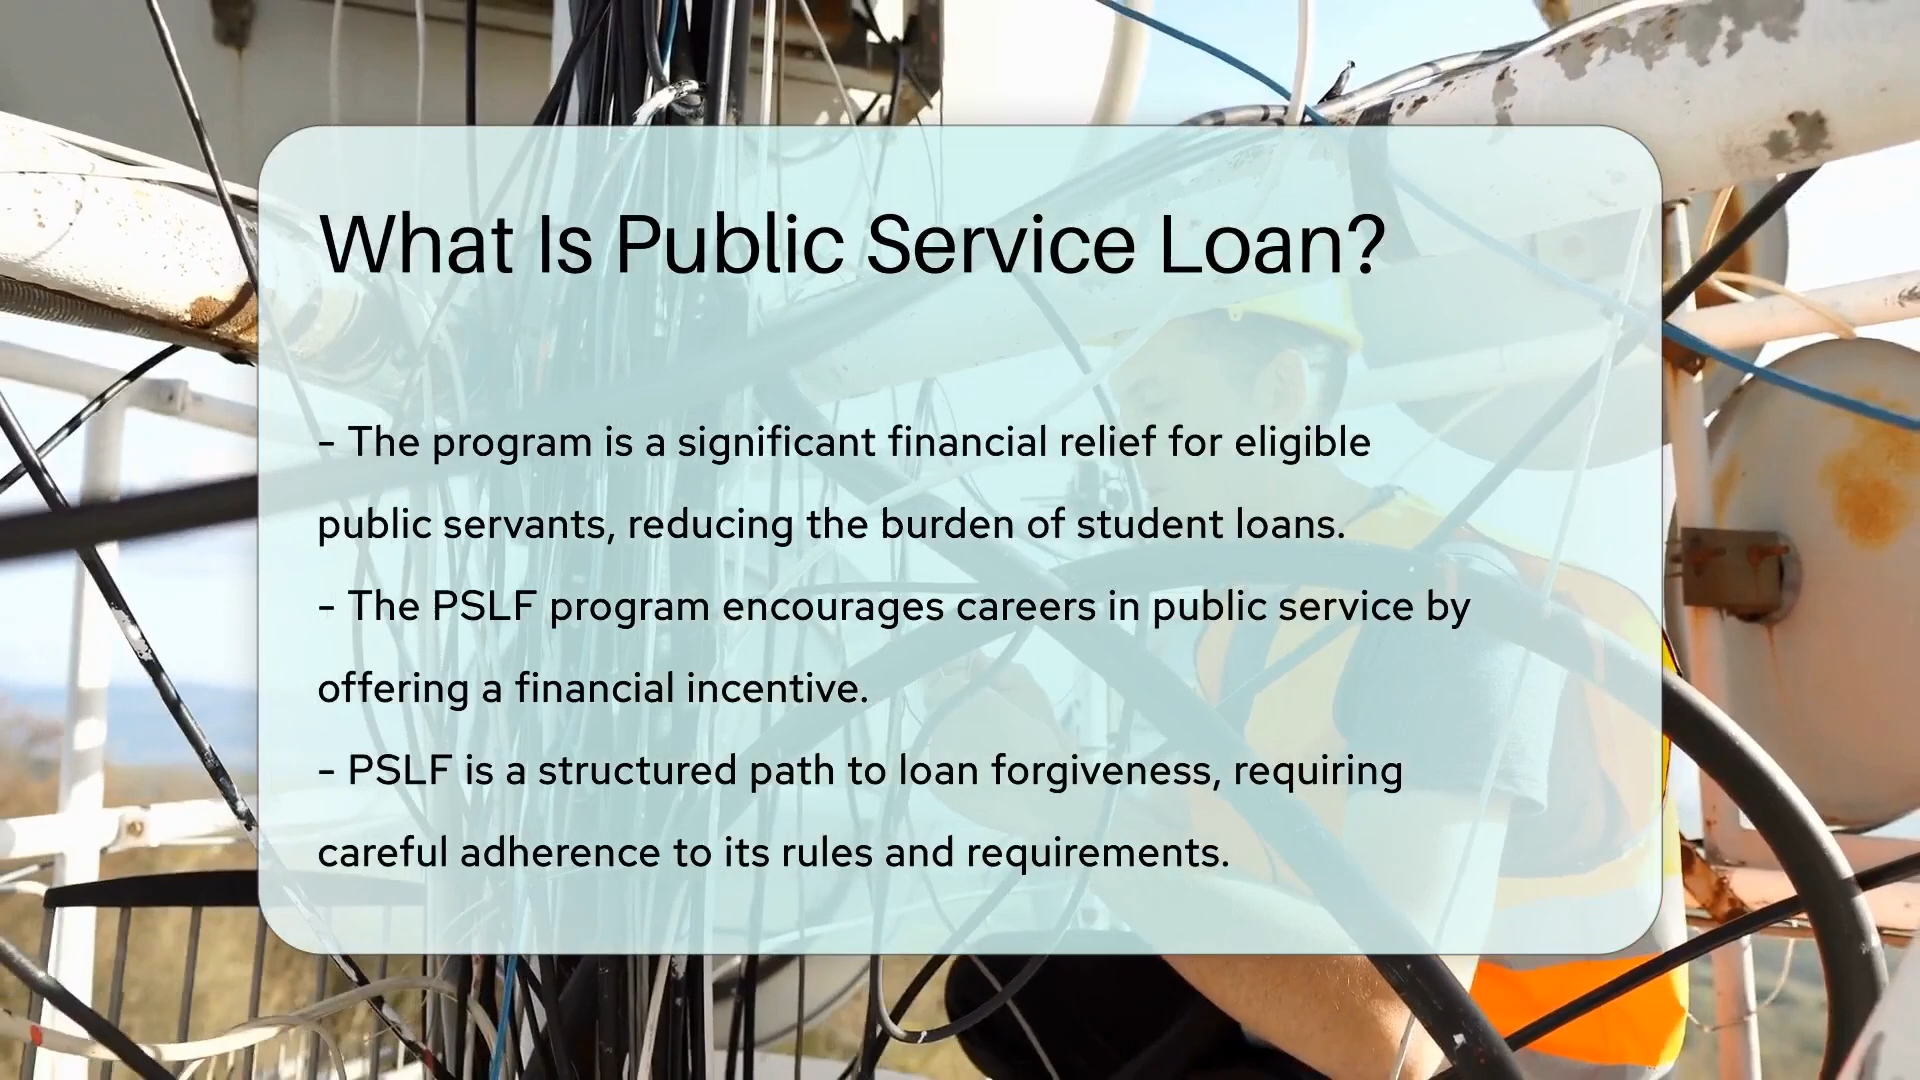 What Is Public Service Loan?
- The program is a significant financial relief for eligible
public servants, reducing the burden of student loans.
- The PSLF program encourages careers in public service by
offering a financial incentive.
- PSLF is a structured path to loan forgiveness, requiring
careful adherence to its rules and requirements.